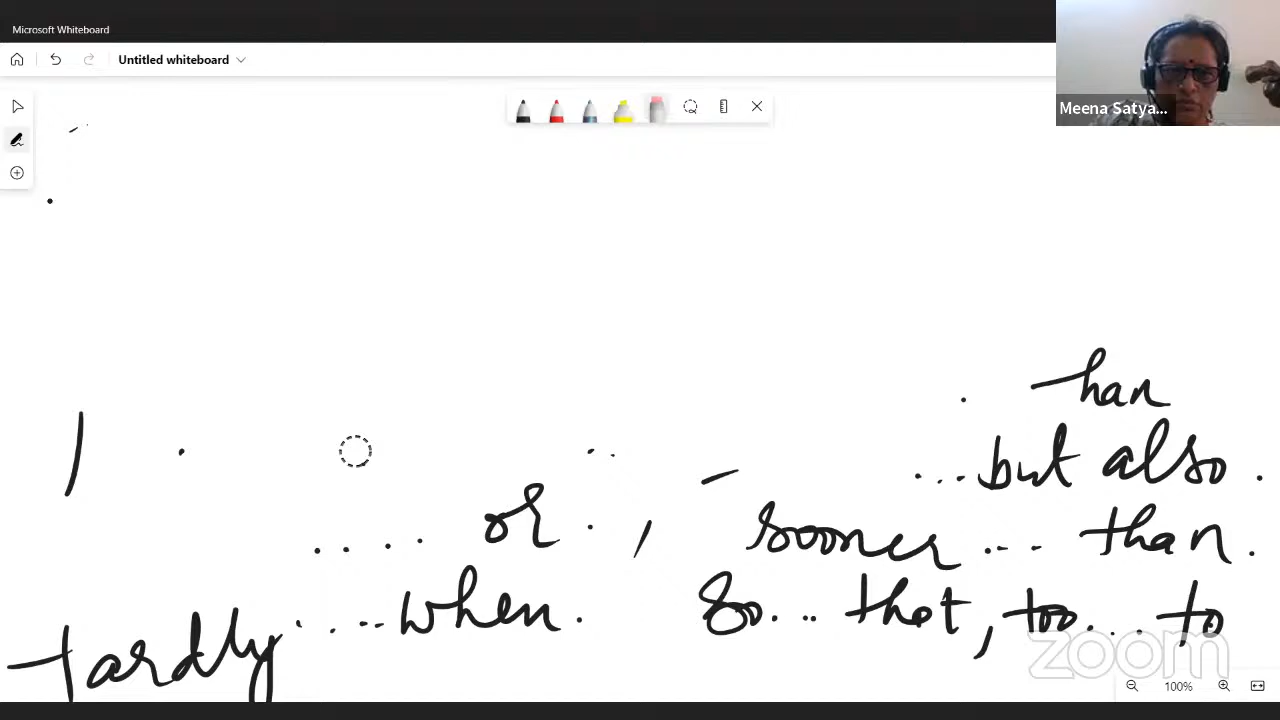 Microsoft Whiteboard
Untitled whiteboard
Meena Satya...
. han
...but also.
.... or . , sooner .... than.
....when. So... that, too... to
tardly
zoom
100%